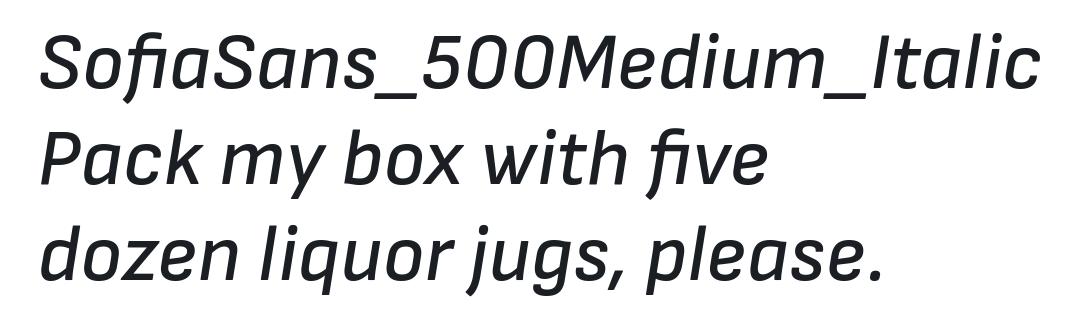 SofiaSans_500Medium_Italic
Pack my box with five
dozen liquor jugs, please.